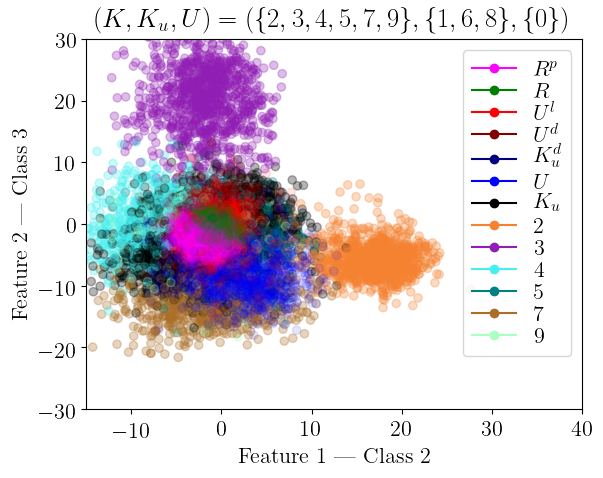 (K, K_u, U) = ({2, 3, 4, 5, 7, 9}, {1, 6, 8}, {0})
30
20
10
0
−10
−20
−30
Feature 2 — Class 3
R^p
R
U^l
U^d
K_u^d
U
K_u
2
3
4
5
7
9
−10
0
10
20
30
40
Feature 1 — Class 2